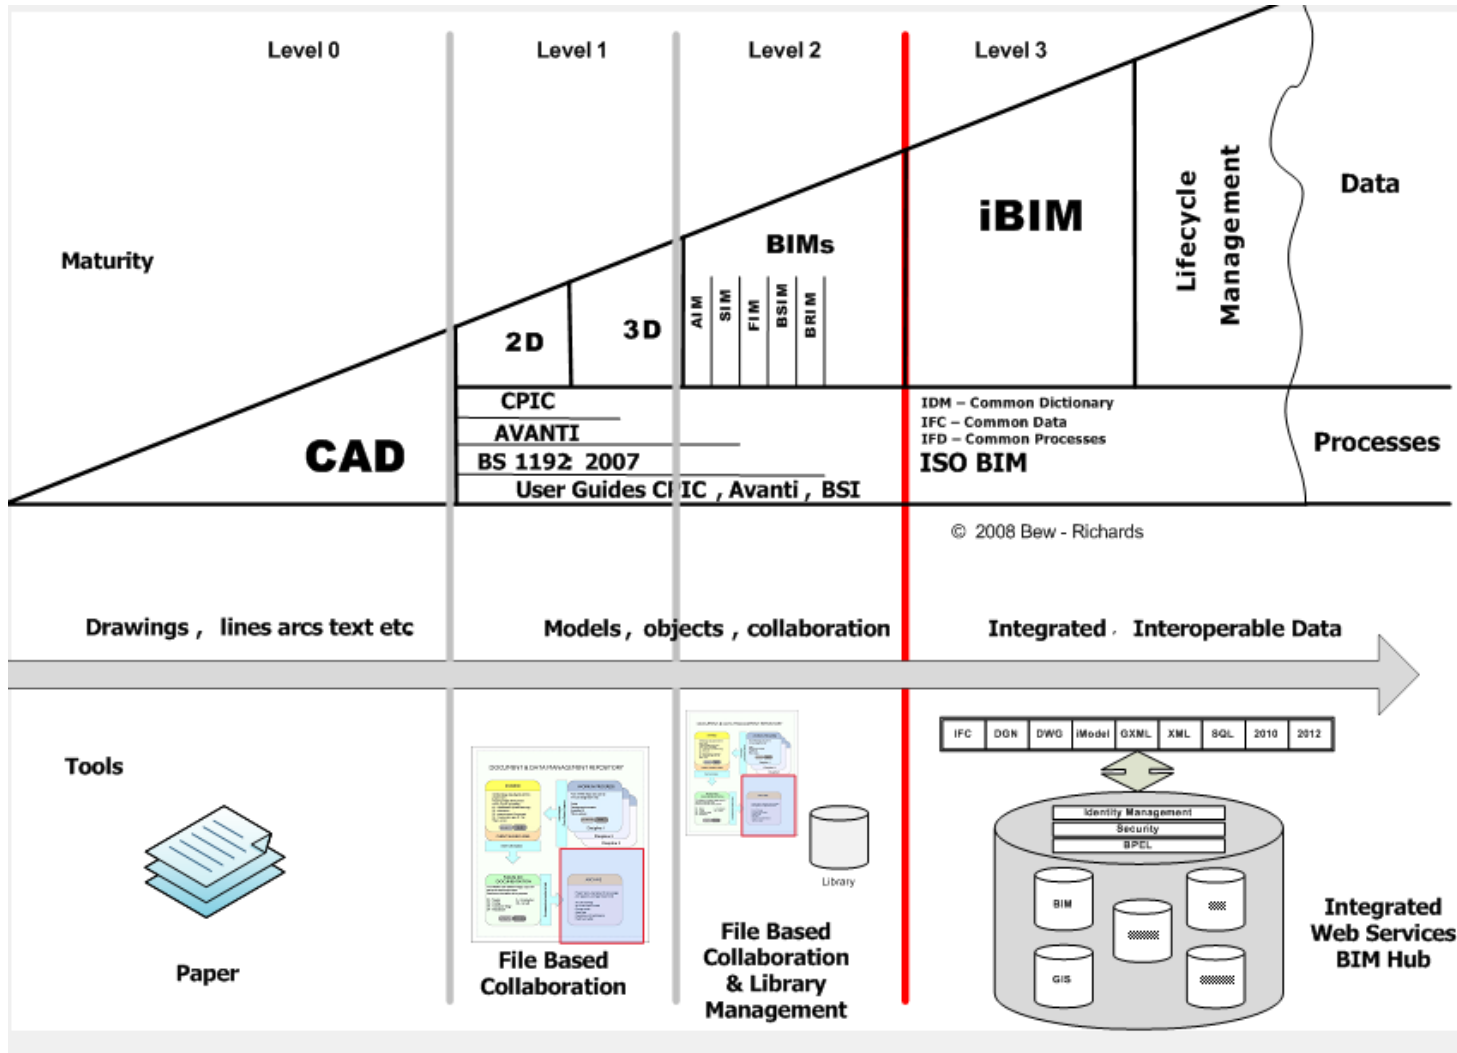 Level 0
Level 1
Level 2
Level 3
Maturity
Data
iBIM
Lifecycle
Management
BIMs
AIM
SIM
FIM
BSIM
BRIM
2D
3D
CAD
CPIC
AVANTI
BS 1192: 2007
User Guides CPIC , Avanti , BSI
IDM – Common Dictionary
IFC – Common Data
IFD – Common Processes
ISO BIM
Processes
© 2008 Bew - Richards
Drawings , lines arcs text etc
Models , objects , collaboration
Integrated , Interoperable Data
Tools
Paper
DOCUMENT & DATA MANAGEMENT REPOSITORY
File Based
Collaboration
Library
File Based
Collaboration
& Library
Management
IFC DGN DWG iModel GXML XML SQL 2010 2012
Identity Management
Security
BPEL
BIM
GIS
Integrated
Web Services
BIM Hub